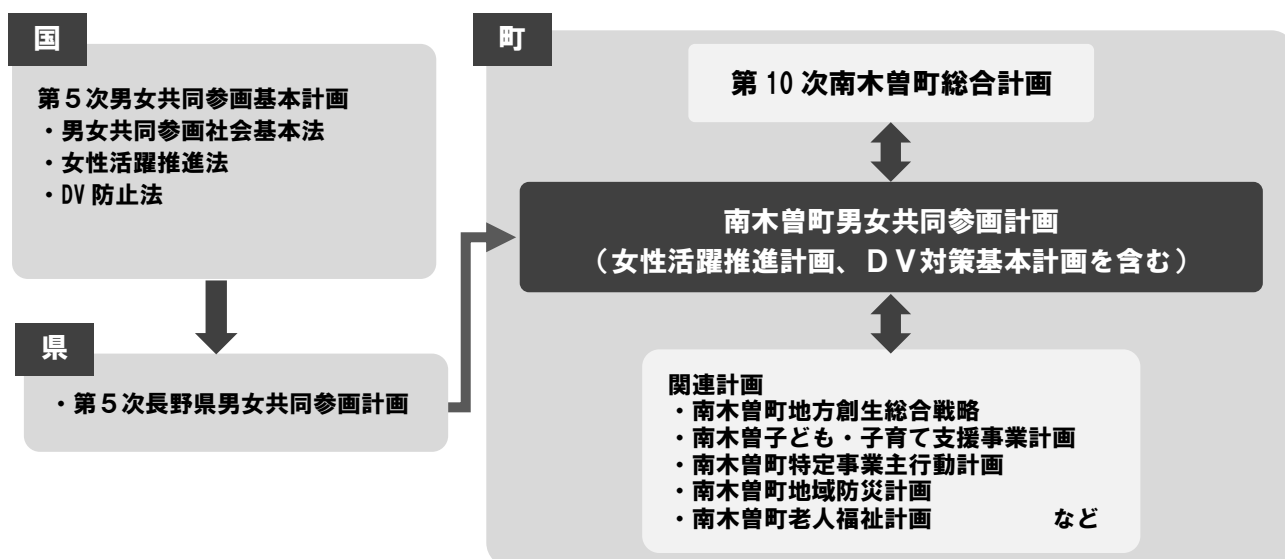 国
第５次男女共同参画基本計画
・男女共同参画社会基本法
・女性活躍推進法
・DV防止法
県
・第５次長野県男女共同参画計画
町
第10次南木曽町総合計画
南木曽町男女共同参画計画
（女性活躍推進計画、ＤＶ対策基本計画を含む）
関連計画
・南木曽町地方創生総合戦略
・南木曽子ども・子育て支援事業計画
・南木曽町特定事業主行動計画
・南木曽町地域防災計画
・南木曽町老人福祉計画　　　　　など